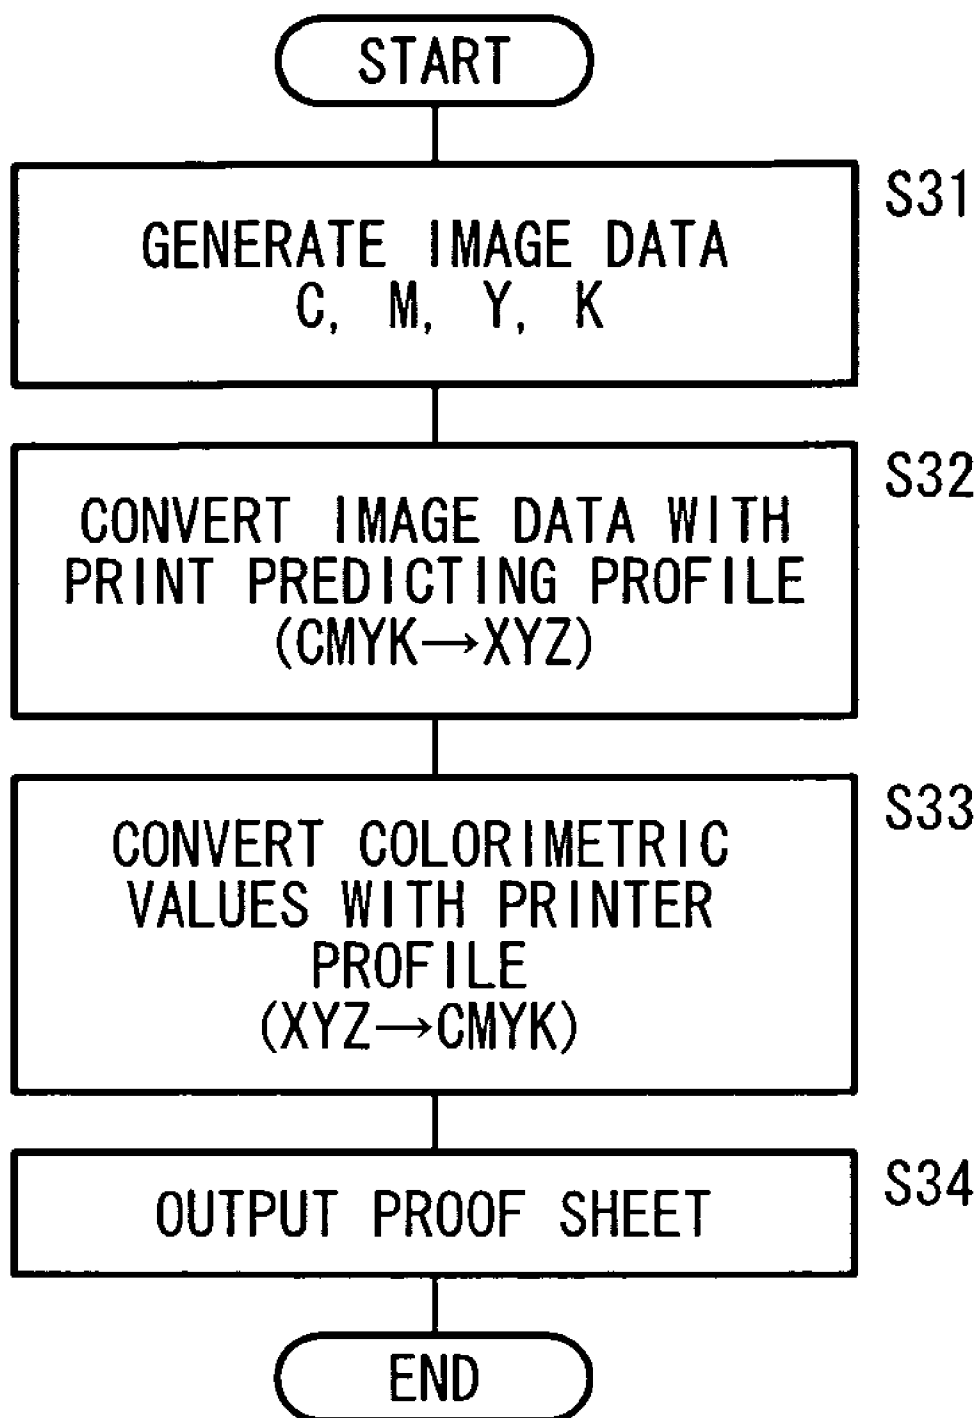 START
S31
GENERATE IMAGE DATA
C, M, Y, K
S32
CONVERT IMAGE DATA WITH
PRINT PREDICTING PROFILE
(CMYK→XYZ)
S33
CONVERT COLORIMETRIC
VALUES WITH PRINTER
PROFILE
(XYZ→CMYK)
S34
OUTPUT PROOF SHEET
END